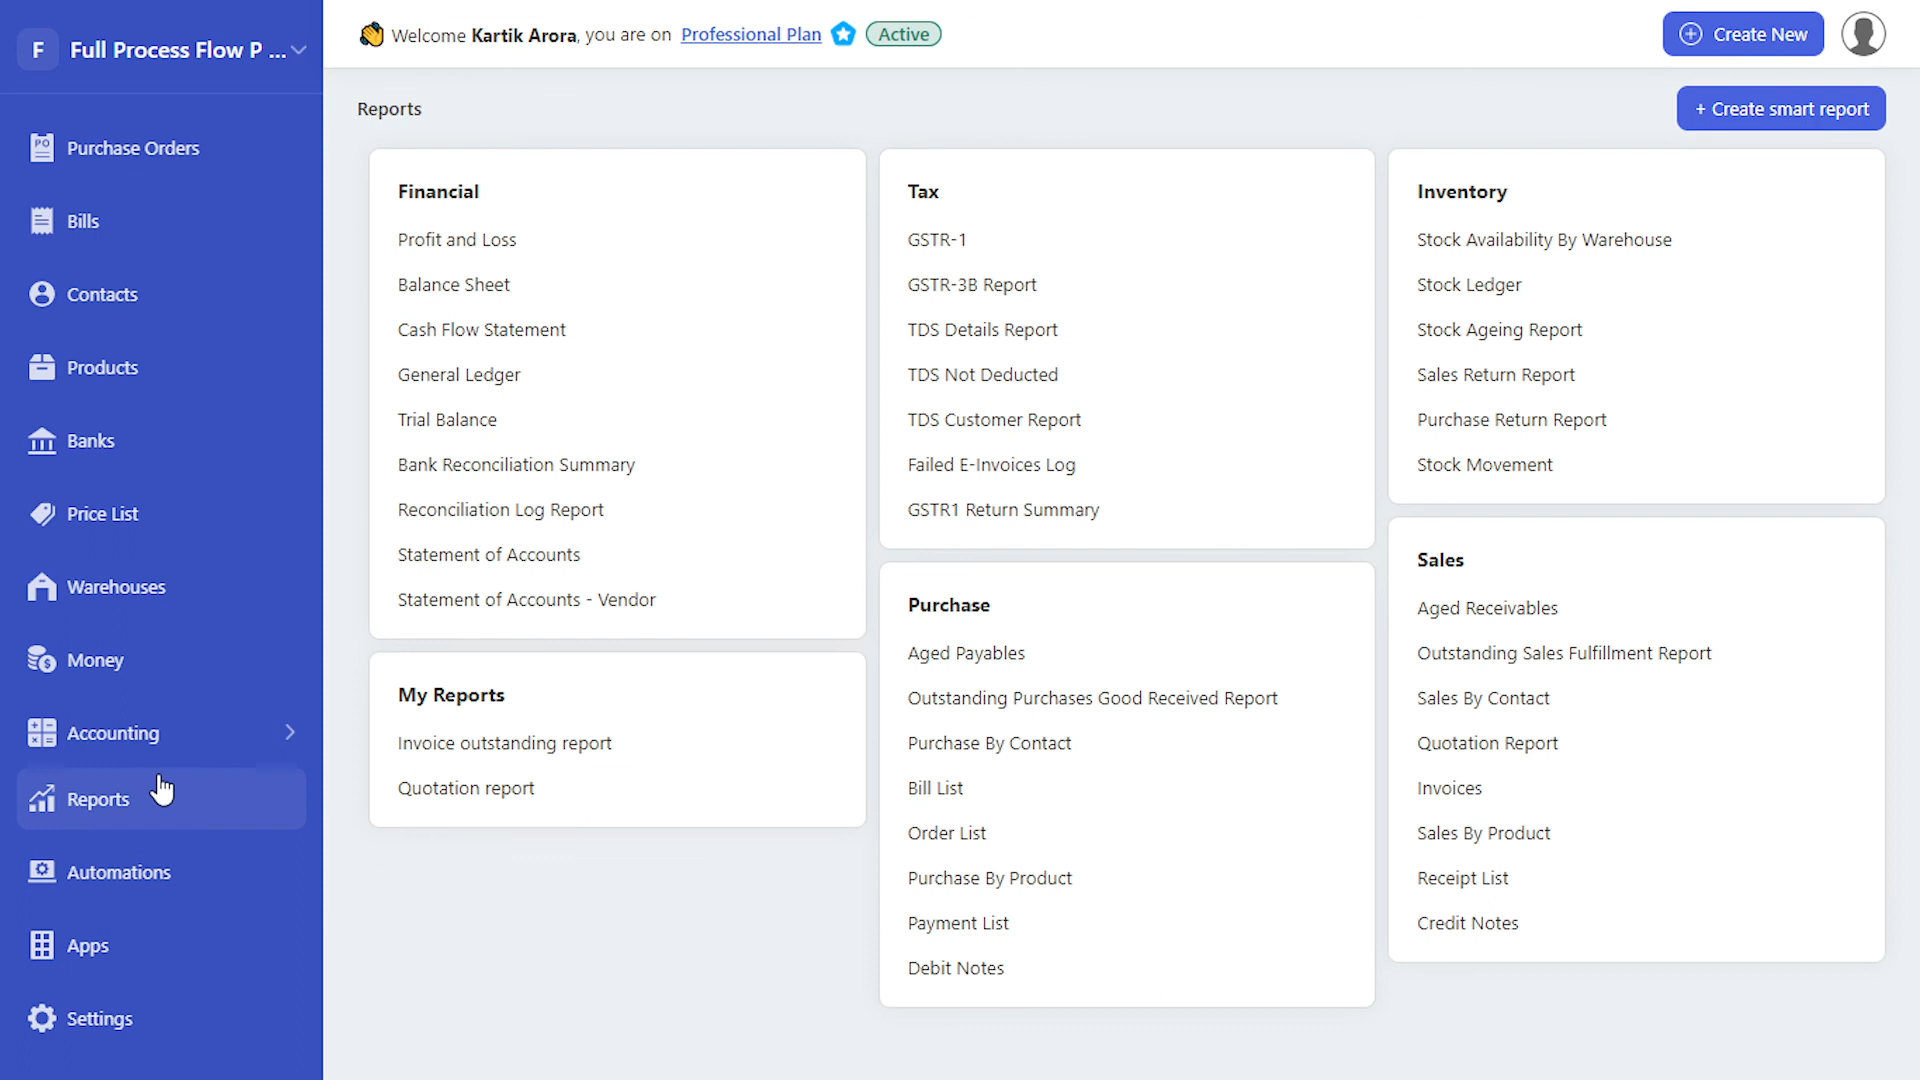 F Full Process Flow P ...
Welcome Kartik Arora, you are on Professional Plan Active
Create New
Purchase Orders
Bills
Contacts
Products
Banks
Price List
Warehouses
Money
Accounting
Reports
Automations
Apps
Settings
Reports
+ Create smart report
Financial
Profit and Loss
Balance Sheet
Cash Flow Statement
General Ledger
Trial Balance
Bank Reconciliation Summary
Reconciliation Log Report
Statement of Accounts
Statement of Accounts - Vendor
My Reports
Invoice outstanding report
Quotation report
Tax
GSTR-1
GSTR-3B Report
TDS Details Report
TDS Not Deducted
TDS Customer Report
Failed E-Invoices Log
GSTR1 Return Summary
Purchase
Aged Payables
Outstanding Purchases Good Received Report
Purchase By Contact
Bill List
Order List
Purchase By Product
Payment List
Debit Notes
Inventory
Stock Availability By Warehouse
Stock Ledger
Stock Ageing Report
Sales Return Report
Purchase Return Report
Stock Movement
Sales
Aged Receivables
Outstanding Sales Fulfillment Report
Sales By Contact
Quotation Report
Invoices
Sales By Product
Receipt List
Credit Notes